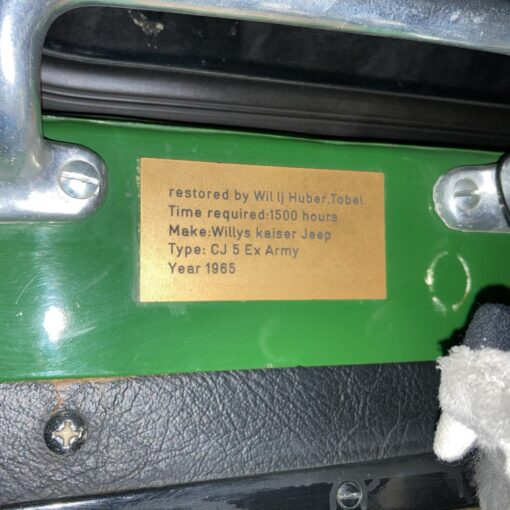 restored by Wil lj Huber.Tobel
Time required:1500 hours
Make:Willys kaiser Jeep
Type: CJ 5 Ex Army
Year 1965